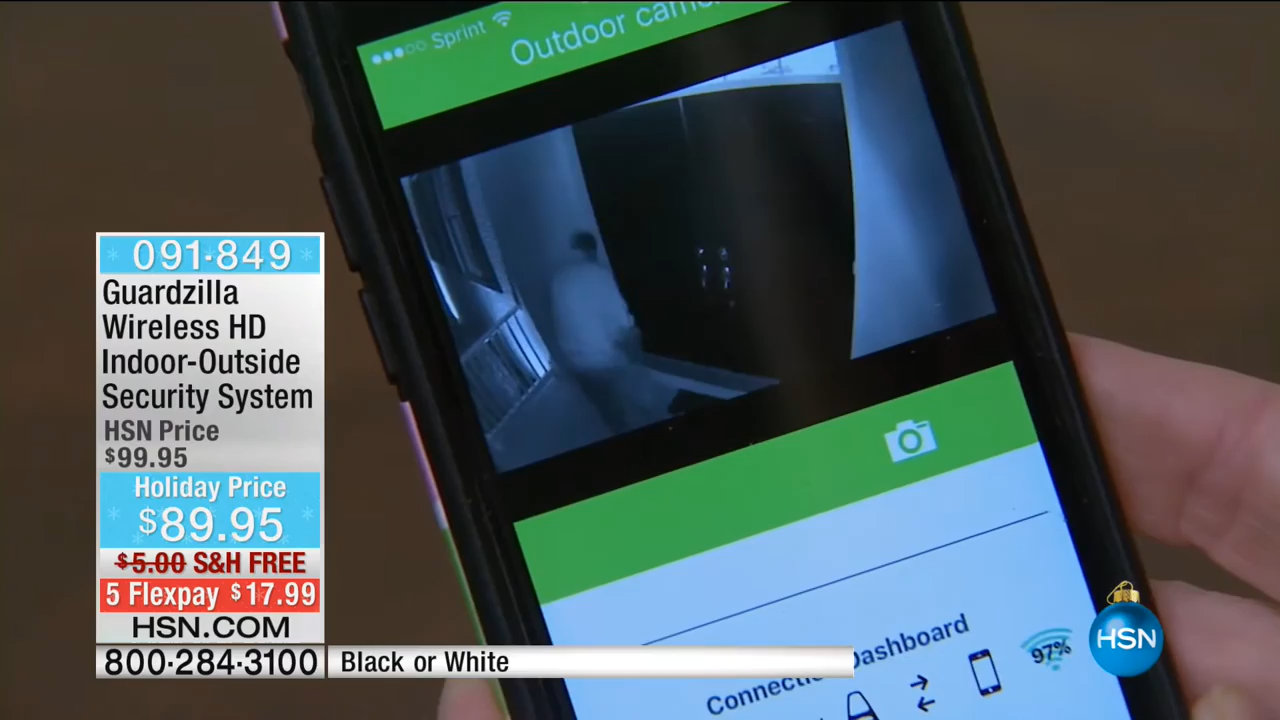 Sprint
Outdoor
091-849
Guardzilla
Wireless HD
Indoor-Outside
Security System
HSN Price
$99.95
Holiday Price
$89.95
$5.00 S&H FREE
5 Flexpay $17.99
HSN.COM
800-284-3100
Black or White
Dashboard
97%
HSN